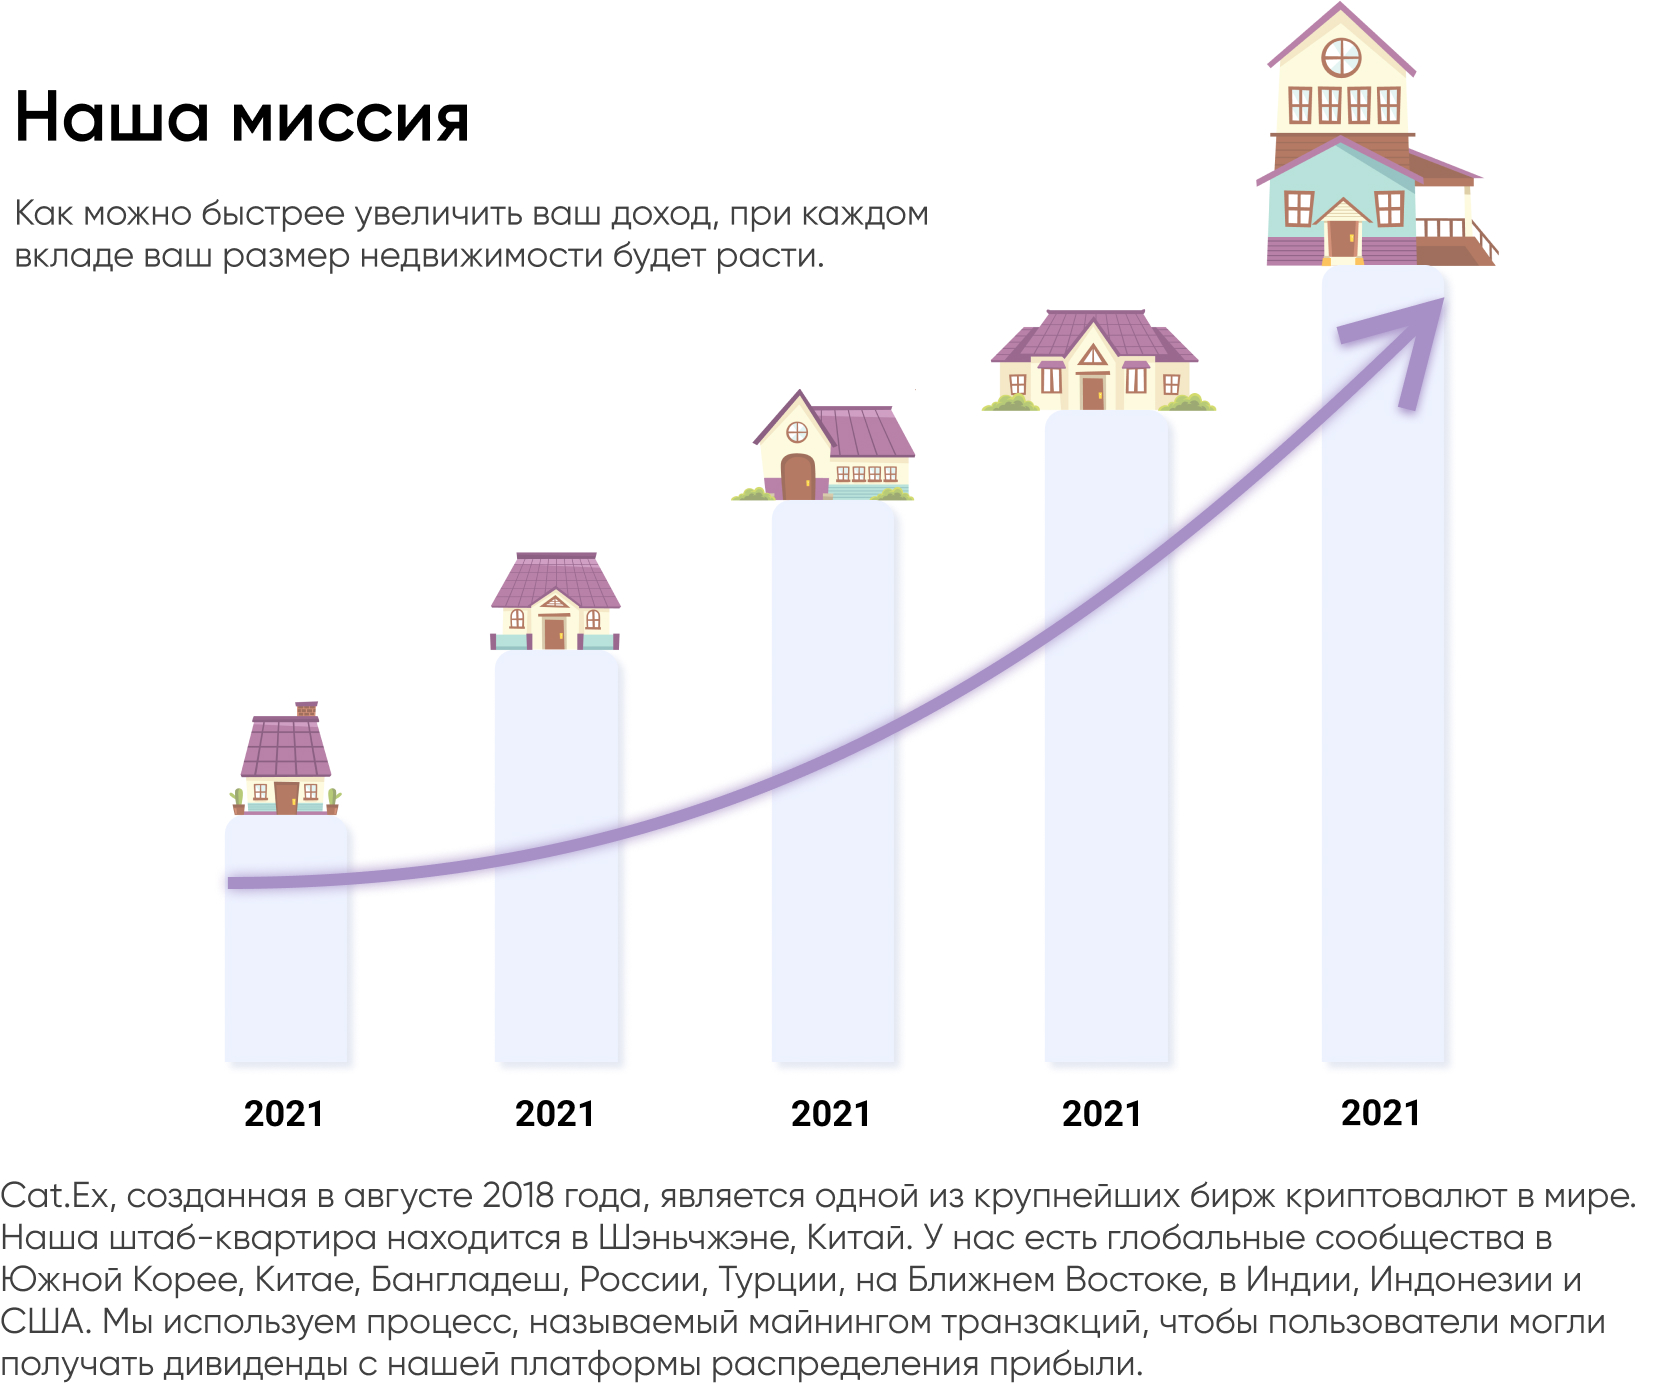 Наша миссия
Как можно быстрее увеличить ваш доход, при каждом
вкладе ваш размер недвижимости будет расти.
2021 2021 2021 2021 2021
Cat.Ex, созданная в августе 2018 года, является одной из крупнейших бирж криптовалют в мире.
Наша штаб-квартира находится в Шэньчжэне, Китай. У нас есть глобальные сообщества в
Южной Корее, Китае, Бангладеш, России, Турции, на Ближнем Востоке, в Индии, Индонезии и
США. Мы используем процесс, называемый майнингом транзакций, чтобы пользователи могли
получать дивиденды с нашей платформы распределения прибыли.